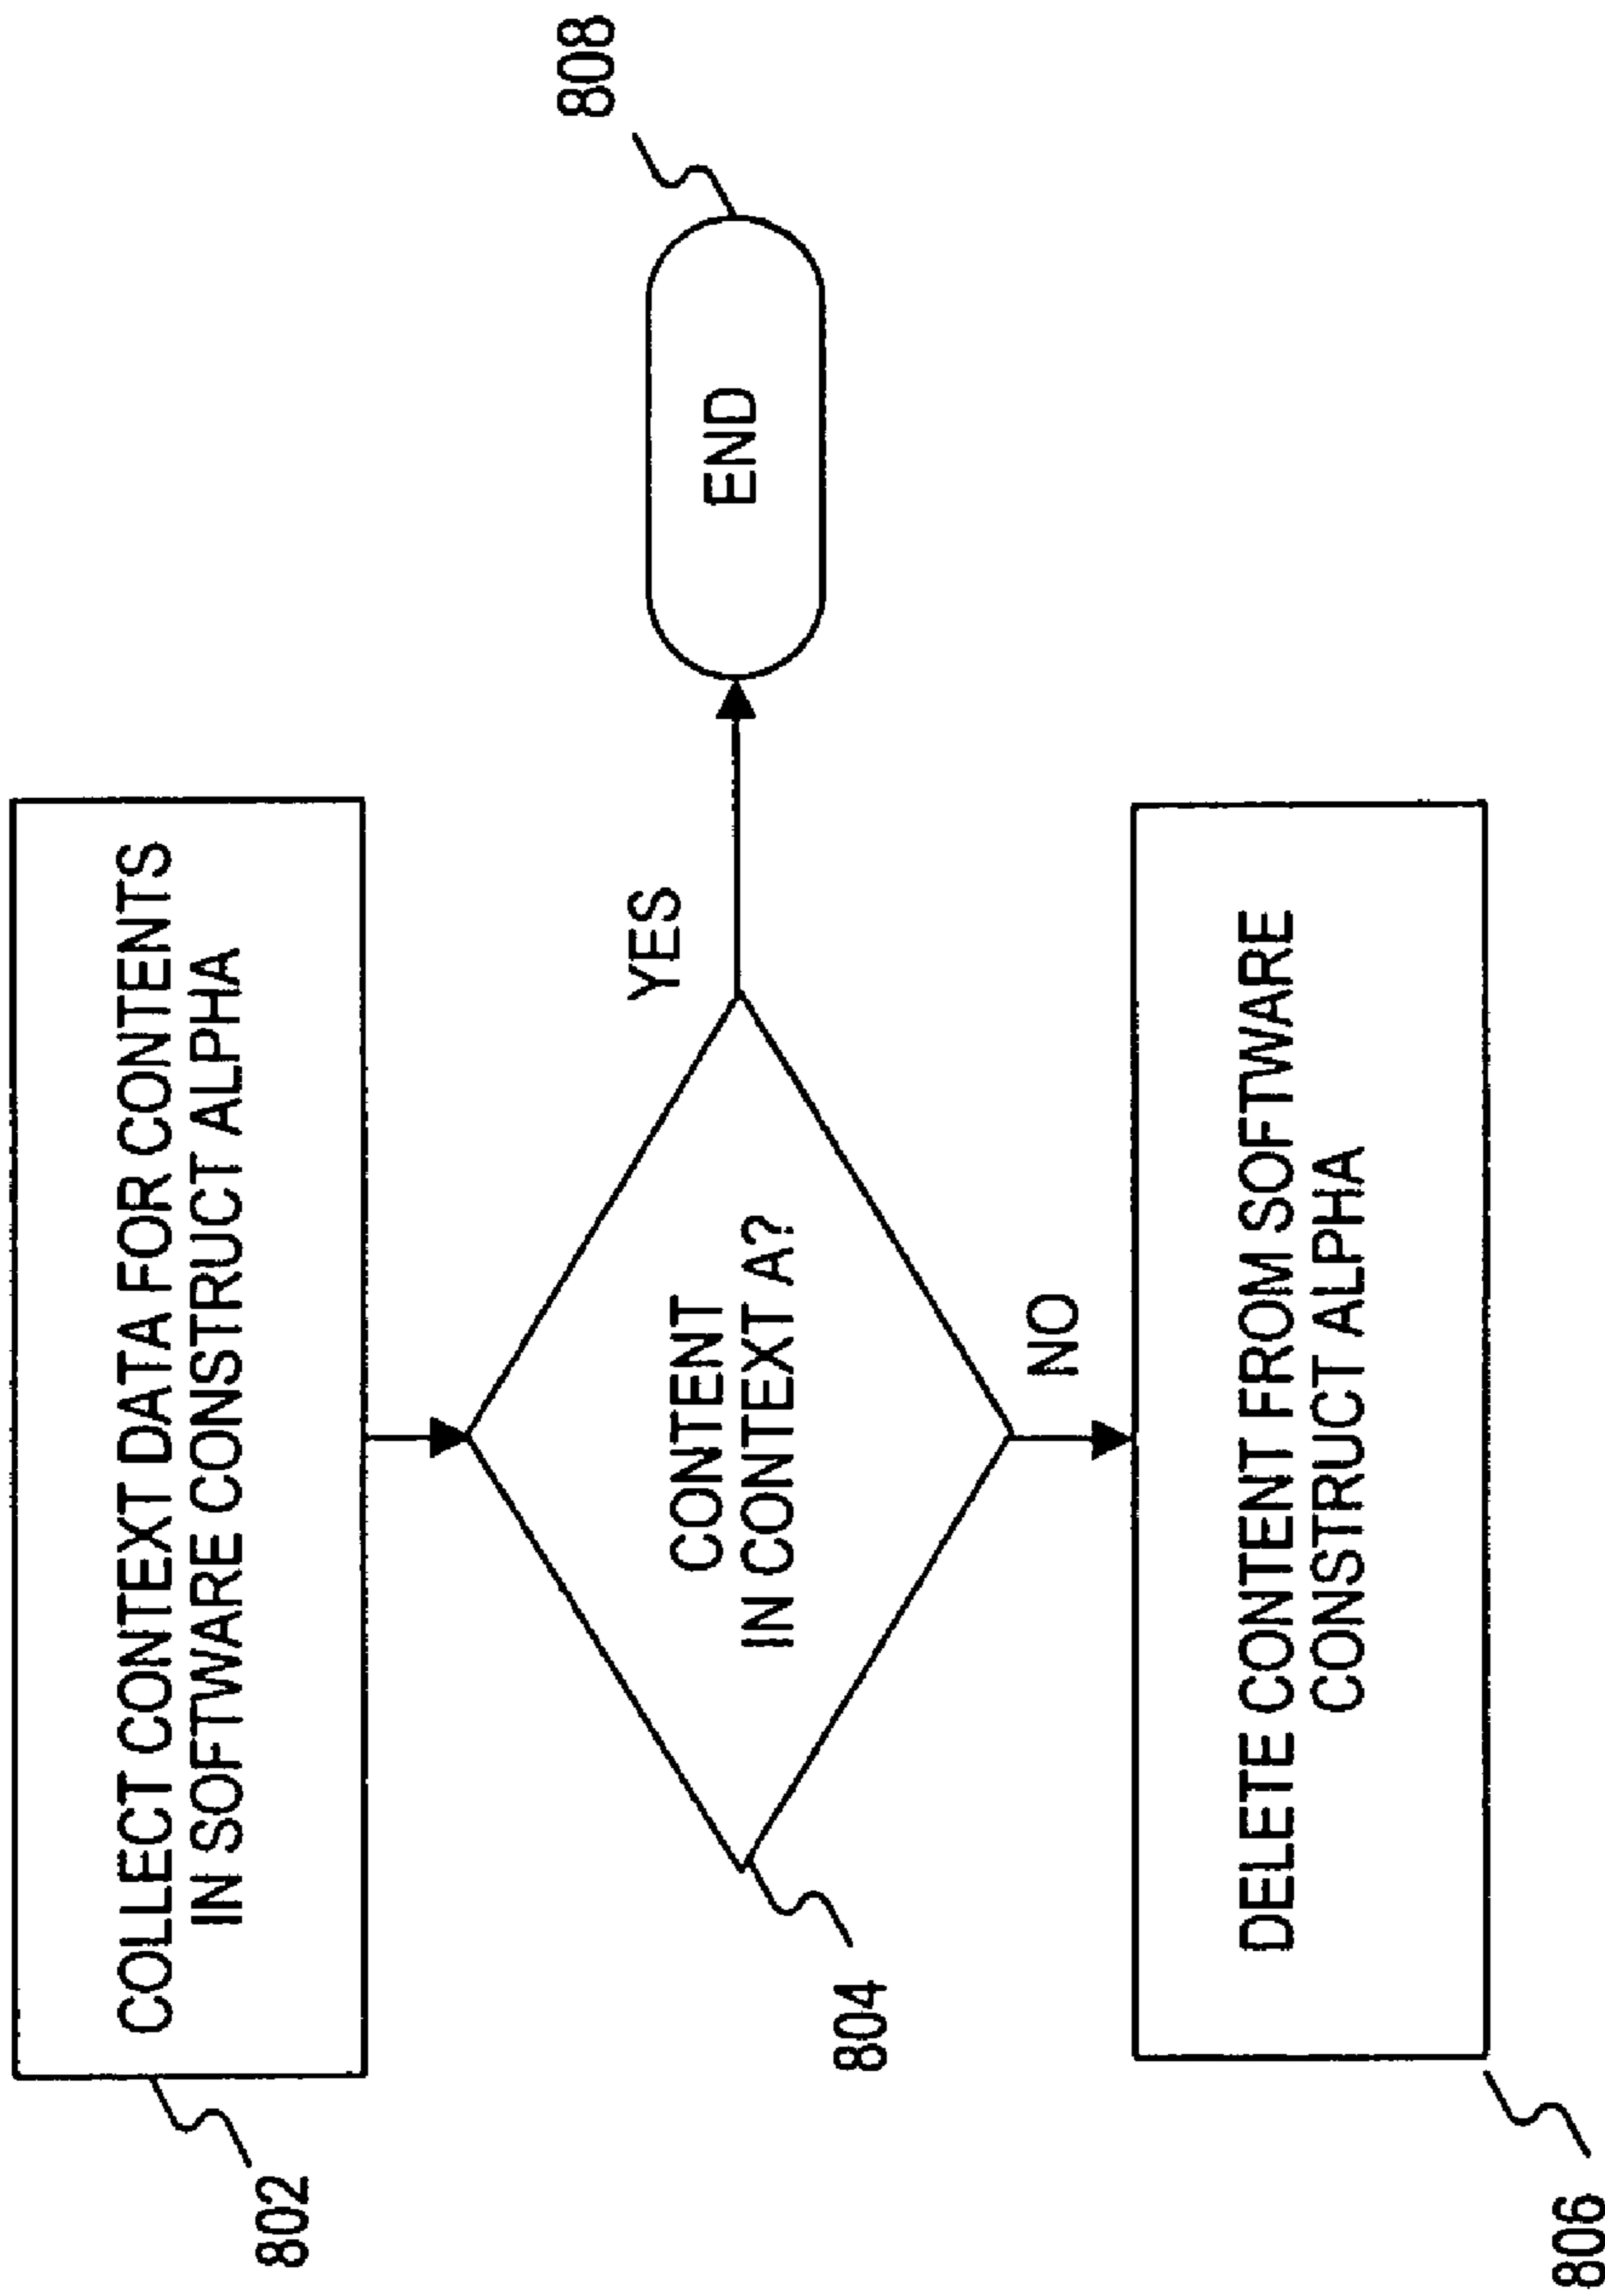 802
COLLECT CONTEXT DATA FOR CONTENTS
IN SOFTWARE CONSTRUCT ALPHA
804
CONTENT
IN CONTEXT A?
YES
END
808
NO
806
DELETE CONTENT FROM SOFTWARE
CONSTRUCT ALPHA